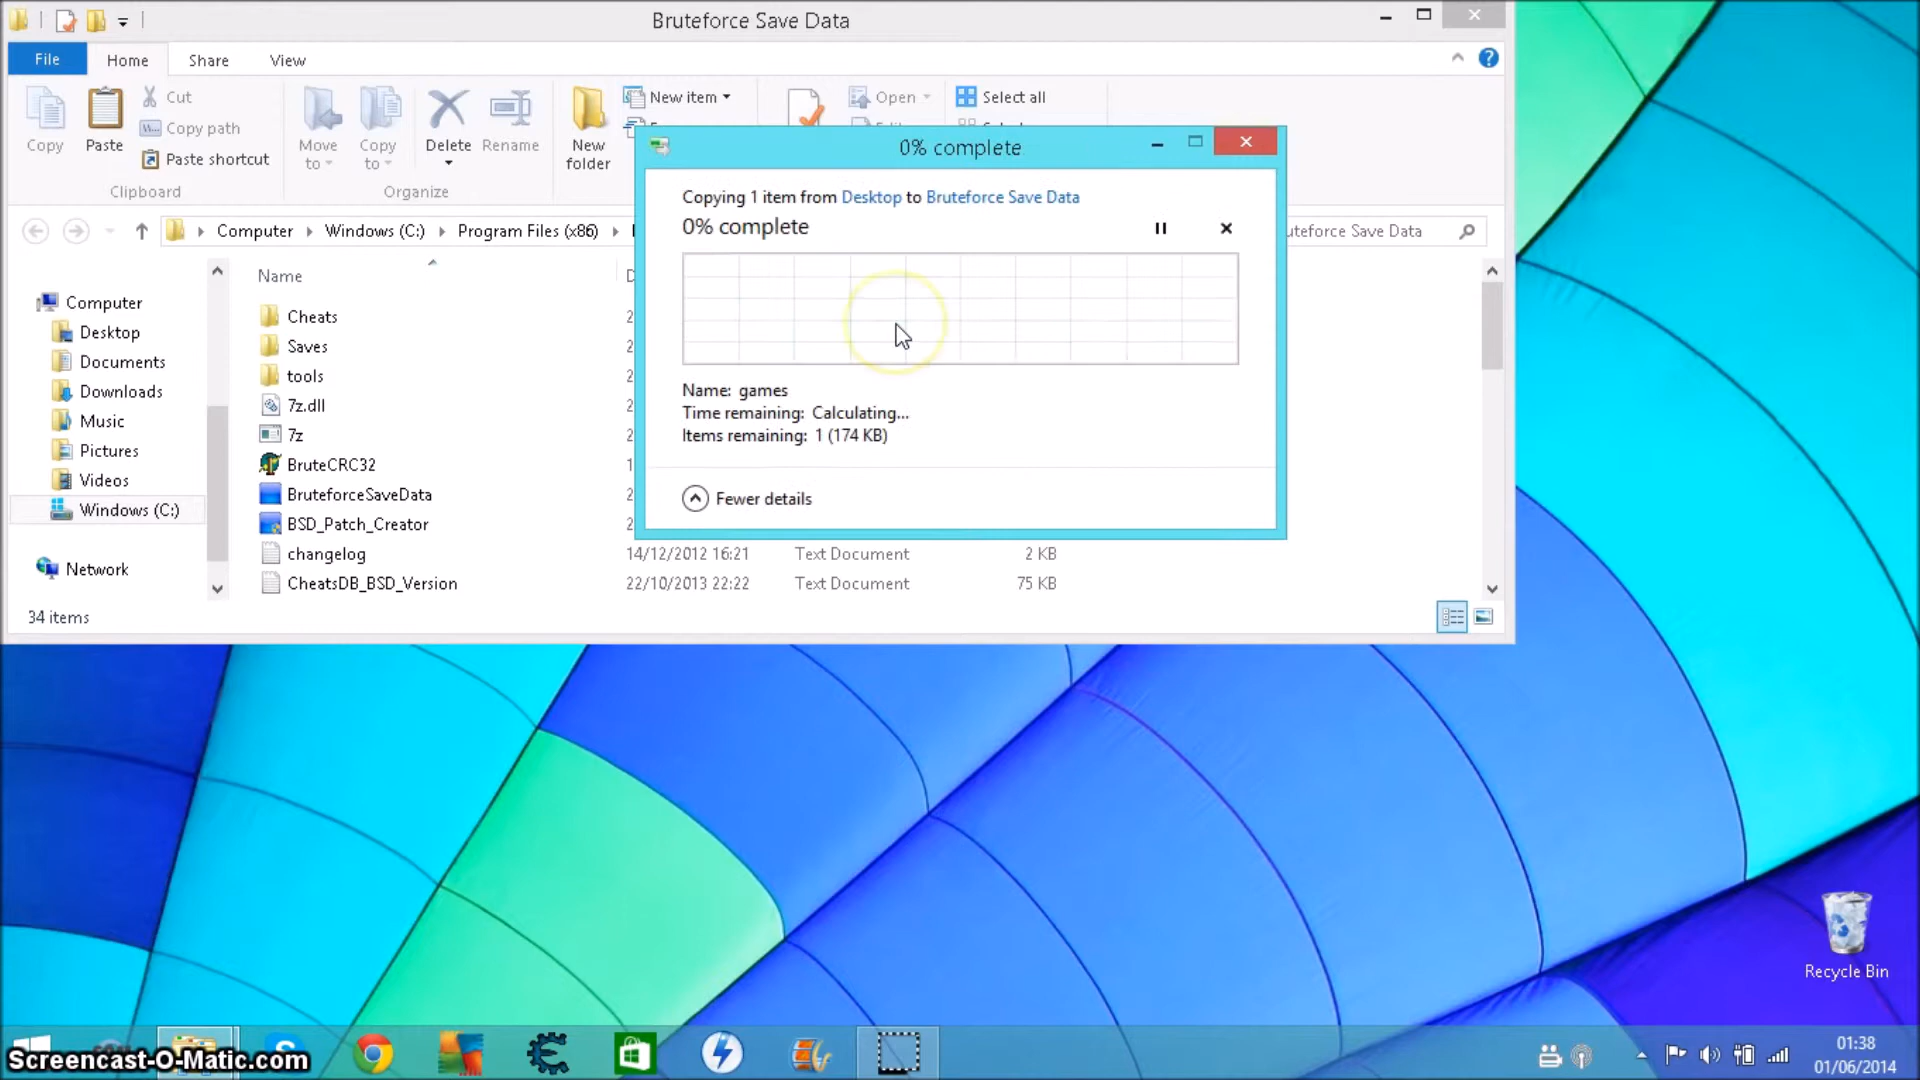 Bruteforce Save Data
File Home Share View
Copy
Paste
Cut
Copy path
Paste shortcut
Clipboard
Move to
Copy to
Delete
Rename
Organize
New folder
New item
Open
Select all
Computer Windows (C:) Program Files (x86)
uteforce Save Data
Computer
Desktop
Documents
Downloads
Music
Pictures
Videos
Windows (C:)
Network
Name
Cheats
Saves
tools
7z.dll
7z
BruteCRC32
BruteforceSaveData
BSD_Patch_Creator
changelog 14/12/2012 16:21 Text Document 2 KB
CheatsDB_BSD_Version 22/10/2013 22:22 Text Document 75 KB
34 items
0% complete
Copying 1 item from Desktop to Bruteforce Save Data
0% complete
Name: games
Time remaining: Calculating...
Items remaining: 1 (174 KB)
Fewer details
Recycle Bin
Screencast-O-Matic.com
01:38
01/06/2014